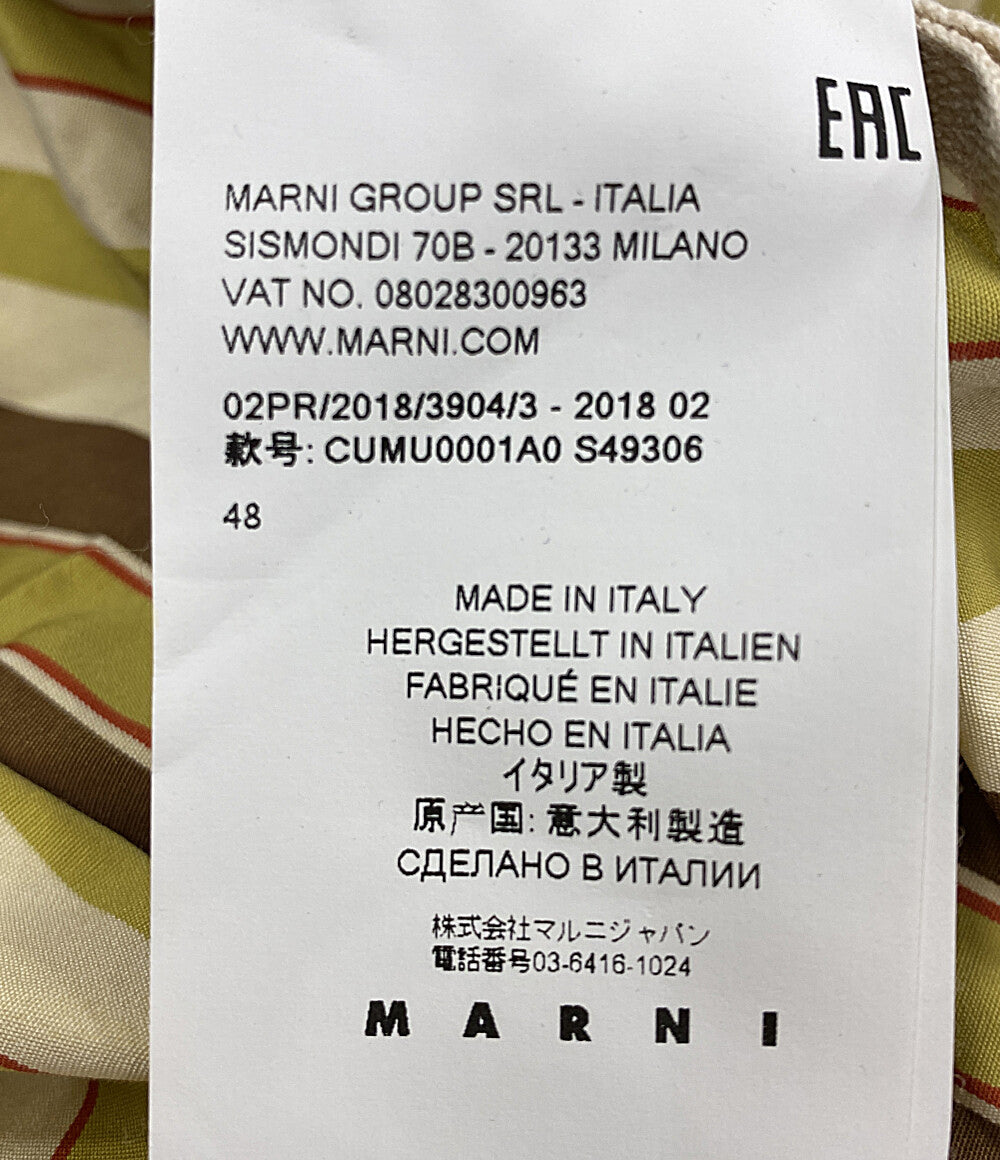 EAC
MARNI GROUP SRL - ITALIA
SISMONDI 70B - 20133 MILANO
VAT NO. 08028300963
WWW.MARNI.COM
02PR/2018/3904/3 - 2018 02
款号: CUMU0001A0 S49306
48
MADE IN ITALY
HERGESTELLT IN ITALIEN
FABRIQUÉ EN ITALIE
HECHO EN ITALIA
イタリア製
原产国: 意大利製造
СДЕЛАНО В ИТАЛИИ
株式会社マルニジャパン
電話番号03-6416-1024
MARNI